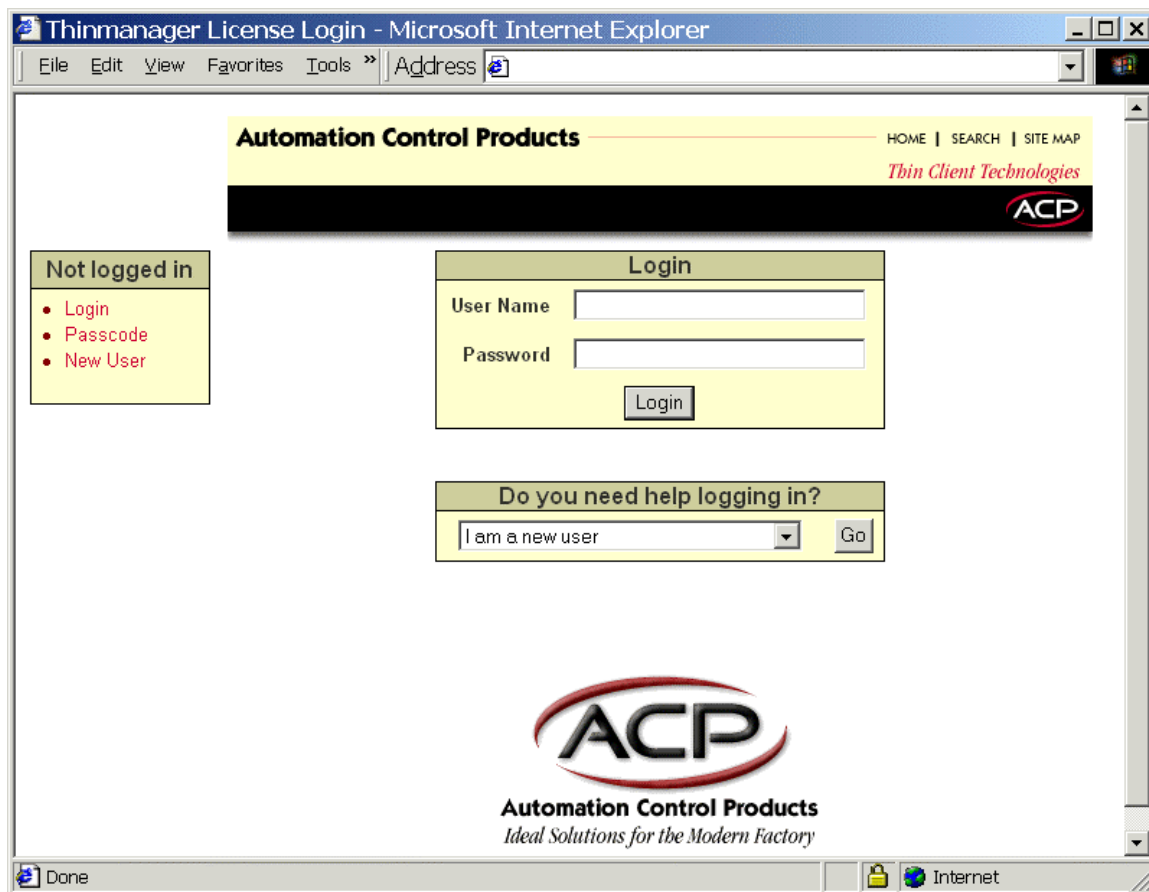 Thinmanager License Login - Microsoft Internet Explorer
File Edit View Favorites Tools » Address
Automation Control Products
HOME | SEARCH | SITE MAP
Thin Client Technologies
ACP
Not logged in
Login
Passcode
New User
Login
User Name
Password
Login
Do you need help logging in?
I am a new user Go
ACP
Automation Control Products
Ideal Solutions for the Modern Factory
Done Internet